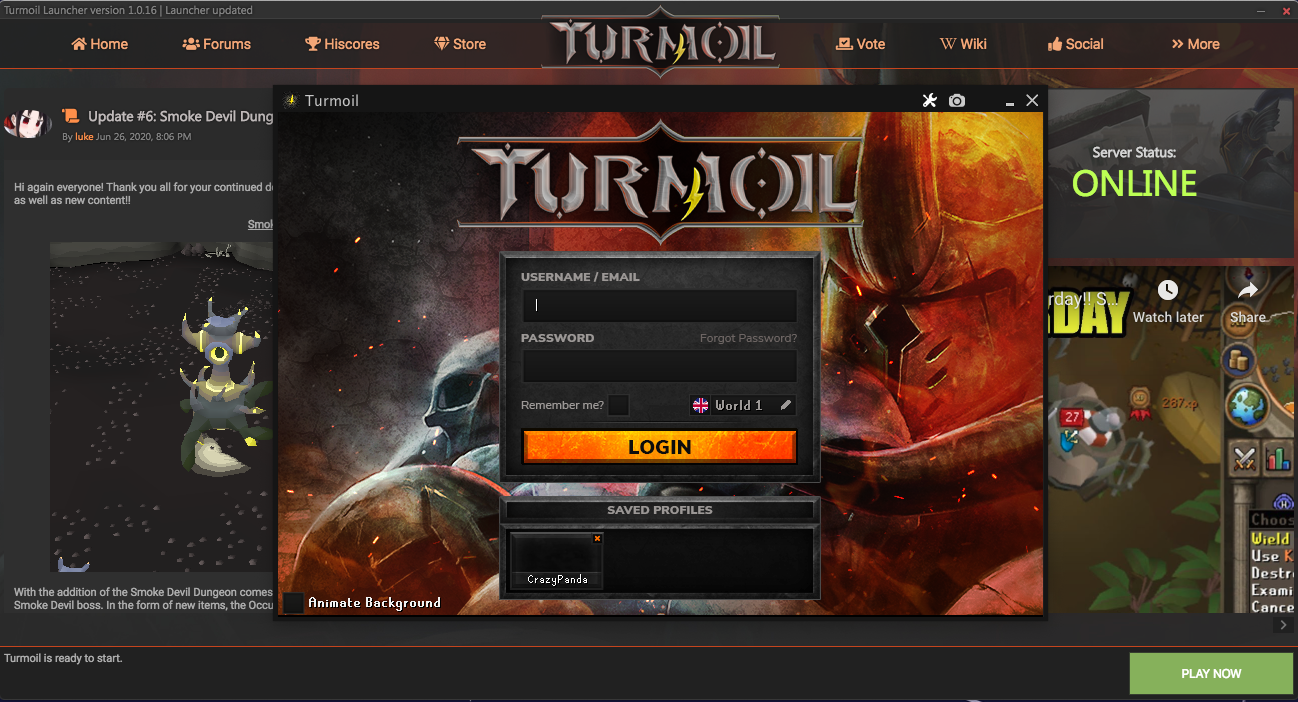 Turmoil Launcher version 1.0.16 | Launcher updated
Home
Forums
Hiscores
Store
TURMOIL
Vote
Wiki
Social
More
Update #6: Smoke Devil Dung
By luke Jun 26, 2020, 8:06 PM
Hi again everyone! Thank you all for your continued de
as well as new content!!
Smok
With the addition of the Smoke Devil Dungeon comes
Smoke Devil boss. In the form of new items, the Occu
Turmoil
TURMOIL
USERNAME / EMAIL
PASSWORD
Forgot Password?
Remember me?
World 1
LOGIN
SAVED PROFILES
CrazyPanda
Animate Background
Server Status:
ONLINE
rday!! S...
RDAY
Watch later
Share
27
287.
Choos
Wield
Use K
Destr
Exami
Cance
Turmoil is ready to start.
PLAY NOW